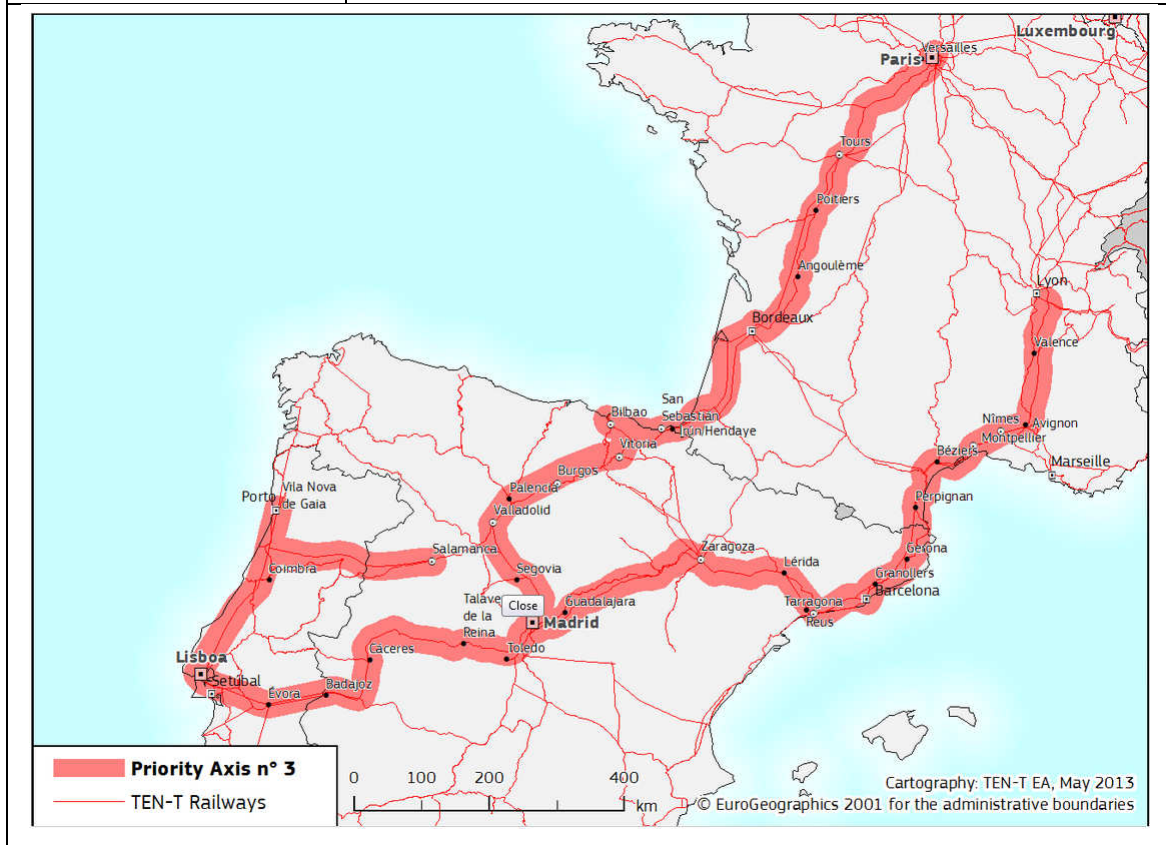 Luxembourg
Versailles
Paris
Tours
Poitiers
Angoulême
Lyon
Bordeaux
Valence
San
Sebastian
Bilbao
Irun/Hendaye
Nîmes
Avignon
Montpellier
Vitoria
Béziers
Marseille
Burgos
Palencia
Vila Nova
de Gaia
Porto
Valladolid
Perpignan
Salamanca
Zaragoza
Gerona
Lérida
Coimbra
Segovia
Granollers
Barcelona
Talave
de la
Reina
Close
Guadalajara
Tarragona
Reus
Madrid
Cáceres
Toledo
Lisboa
Setúbal
Badajoz
Évora
Priority Axis n° 3
TEN-T Railways
0 100 200 400
km
Cartography: TEN-T EA, May 2013
© EuroGeographics 2001 for the administrative boundaries